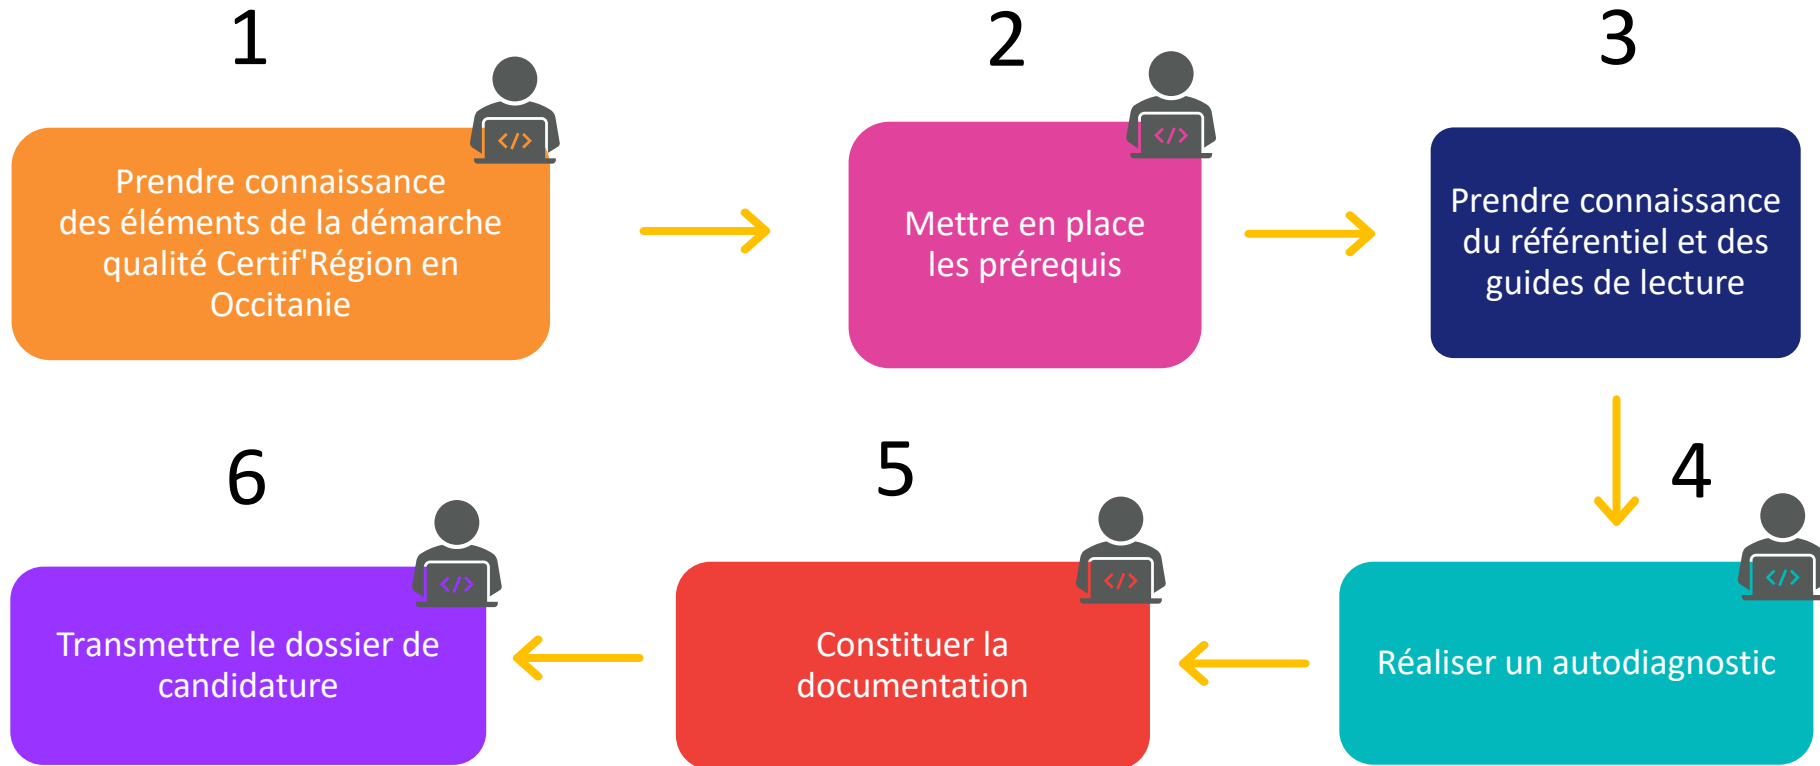 1
Prendre connaissance
des éléments de la démarche
qualité Certif'Région en
Occitanie
</>
2
Mettre en place
les prérequis
</>
3
Prendre connaissance
du référentiel et des
guides de lecture
4
Réaliser un autodiagnostic
</>
5
Constituer la
documentation
</>
6
Transmettre le dossier de
candidature
</>